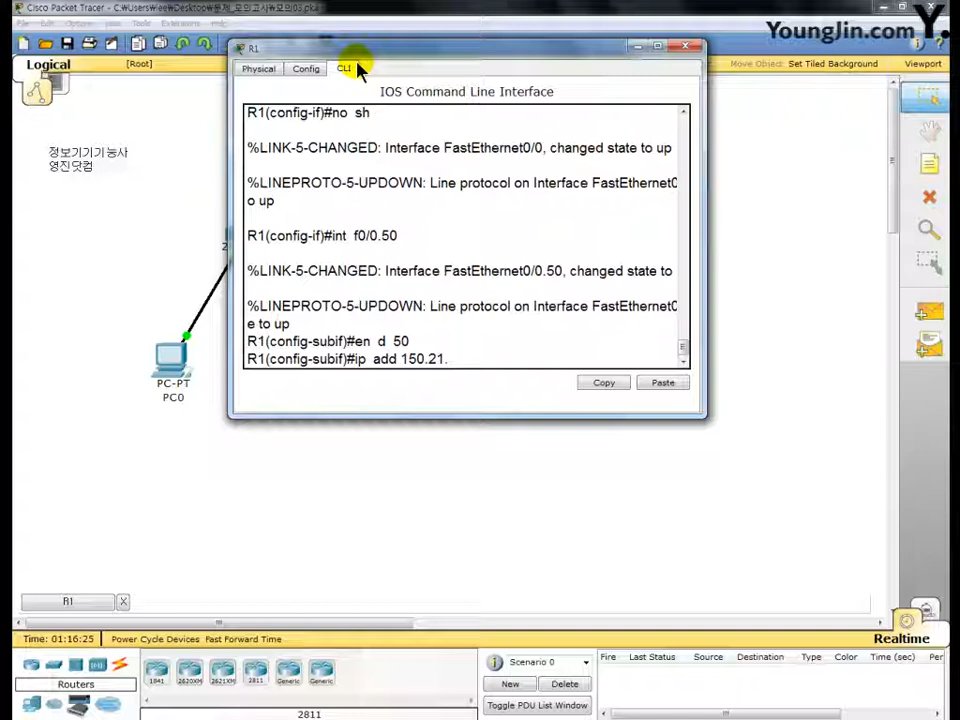 Cisco Packet Tracer - C:\Users\lee\Desktop\문제_모의고사\모의03.pka
File Edit Options
YoungJin.com Y.
Logical
[Root]
Move Object
Set Tiled Background
Viewport
정보기기기능사
영진닷컴
R1
Physical
Config
CLI
IOS Command Line Interface
R1(config-if)#no sh
%LINK-5-CHANGED: Interface FastEthernet0/0, changed state to up
%LINEPROTO-5-UPDOWN: Line protocol on Interface FastEthernet0
o up
R1(config-if)#int f0/0.50
%LINK-5-CHANGED: Interface FastEthernet0/0.50, changed state to
%LINEPROTO-5-UPDOWN: Line protocol on Interface FastEthernet0
e to up
R1(config-subif)#en d 50
R1(config-subif)#ip add 150.21.
Copy
Paste
2
PC-PT
PC0
R1 X
Time: 01:16:25
Power Cycle Devices Fast Forward Time
Realtime
Routers
1841
2620XM
2621XM
2811
Generic
Generic
2811
Scenario 0
New
Delete
Toggle PDU List Window
Fire
Last Status
Source
Destination
Type
Color
Time (sec)
Per